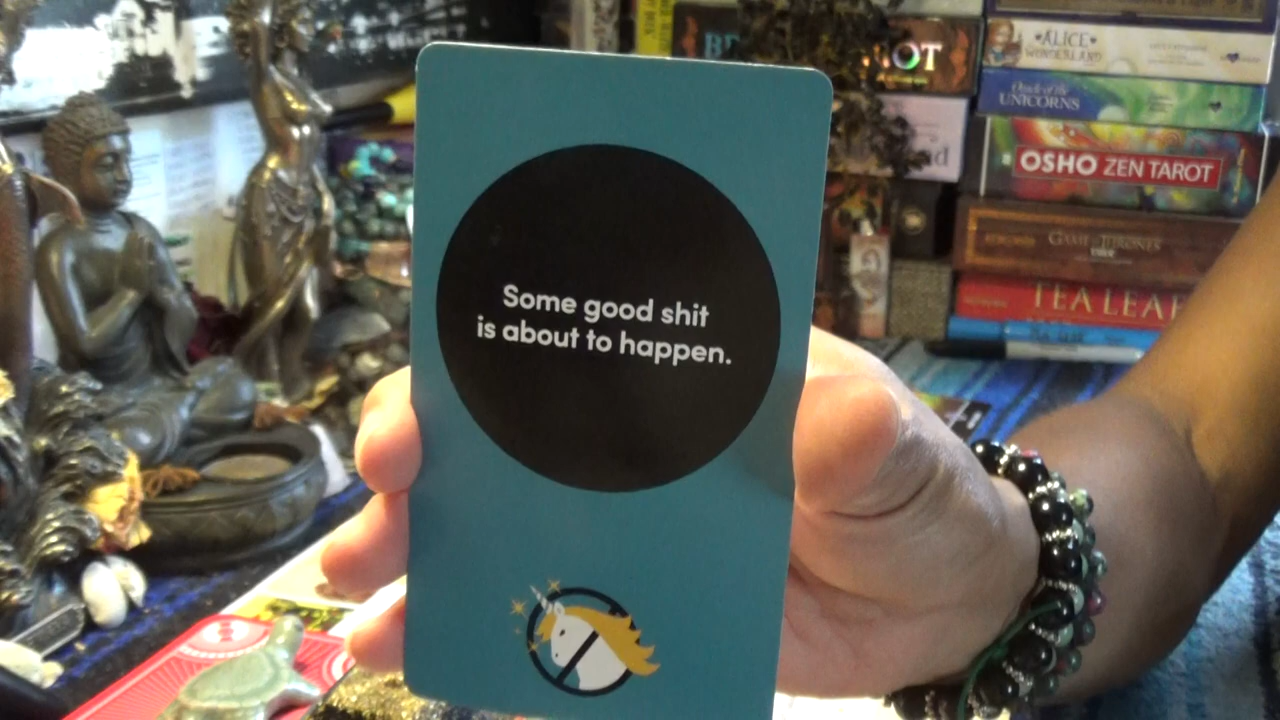 Some good shit
is about to happen.
OT
ALICE
WONDERLAND
Oracle of the
UNICORNS
OSHO ZEN TAROT
GAME OF THRONES
TEA LEAF